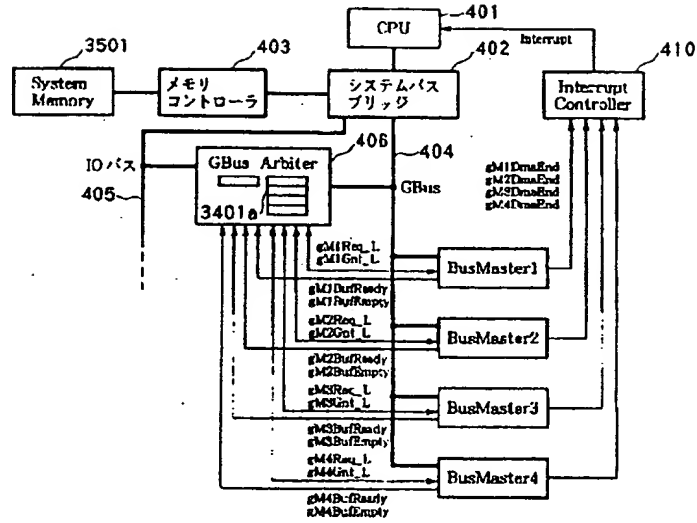 401
CPU
Interrupt
3501
403
402
410
System
Memory
メモリ
コントローラ
システムバス
ブリッジ
Interrupt
Controller
406
404
IOバス
405
GBus Arbiter
3401a
GBus
gM1DmaEnd
gM2DmaEnd
gM3DmaEnd
gM4DmaEnd
gM1Req_L
gM1Gnt_L
BusMaster1
gM1BufReady
gM1BufEmpty
gM2Req_L
gM2Gnt_L
BusMaster2
gM2BufReady
gM2BufEmpty
gM3Req_L
gM3Gnt_L
BusMaster3
gM3BufReady
gM3BufEmpty
gM4Req_L
gM4Gnt_L
BusMaster4
gM4BufReady
gM4BufEmpty